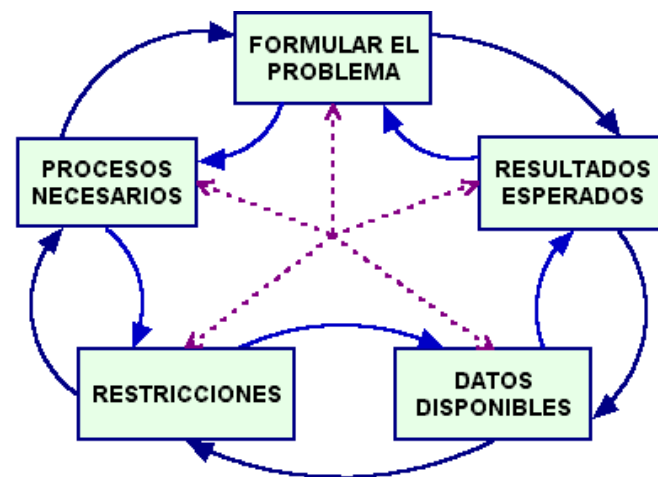 FORMULAR EL
PROBLEMA
PROCESOS
NECESARIOS
RESULTADOS
ESPERADOS
RESTRICCIONES
DATOS
DISPONIBLES